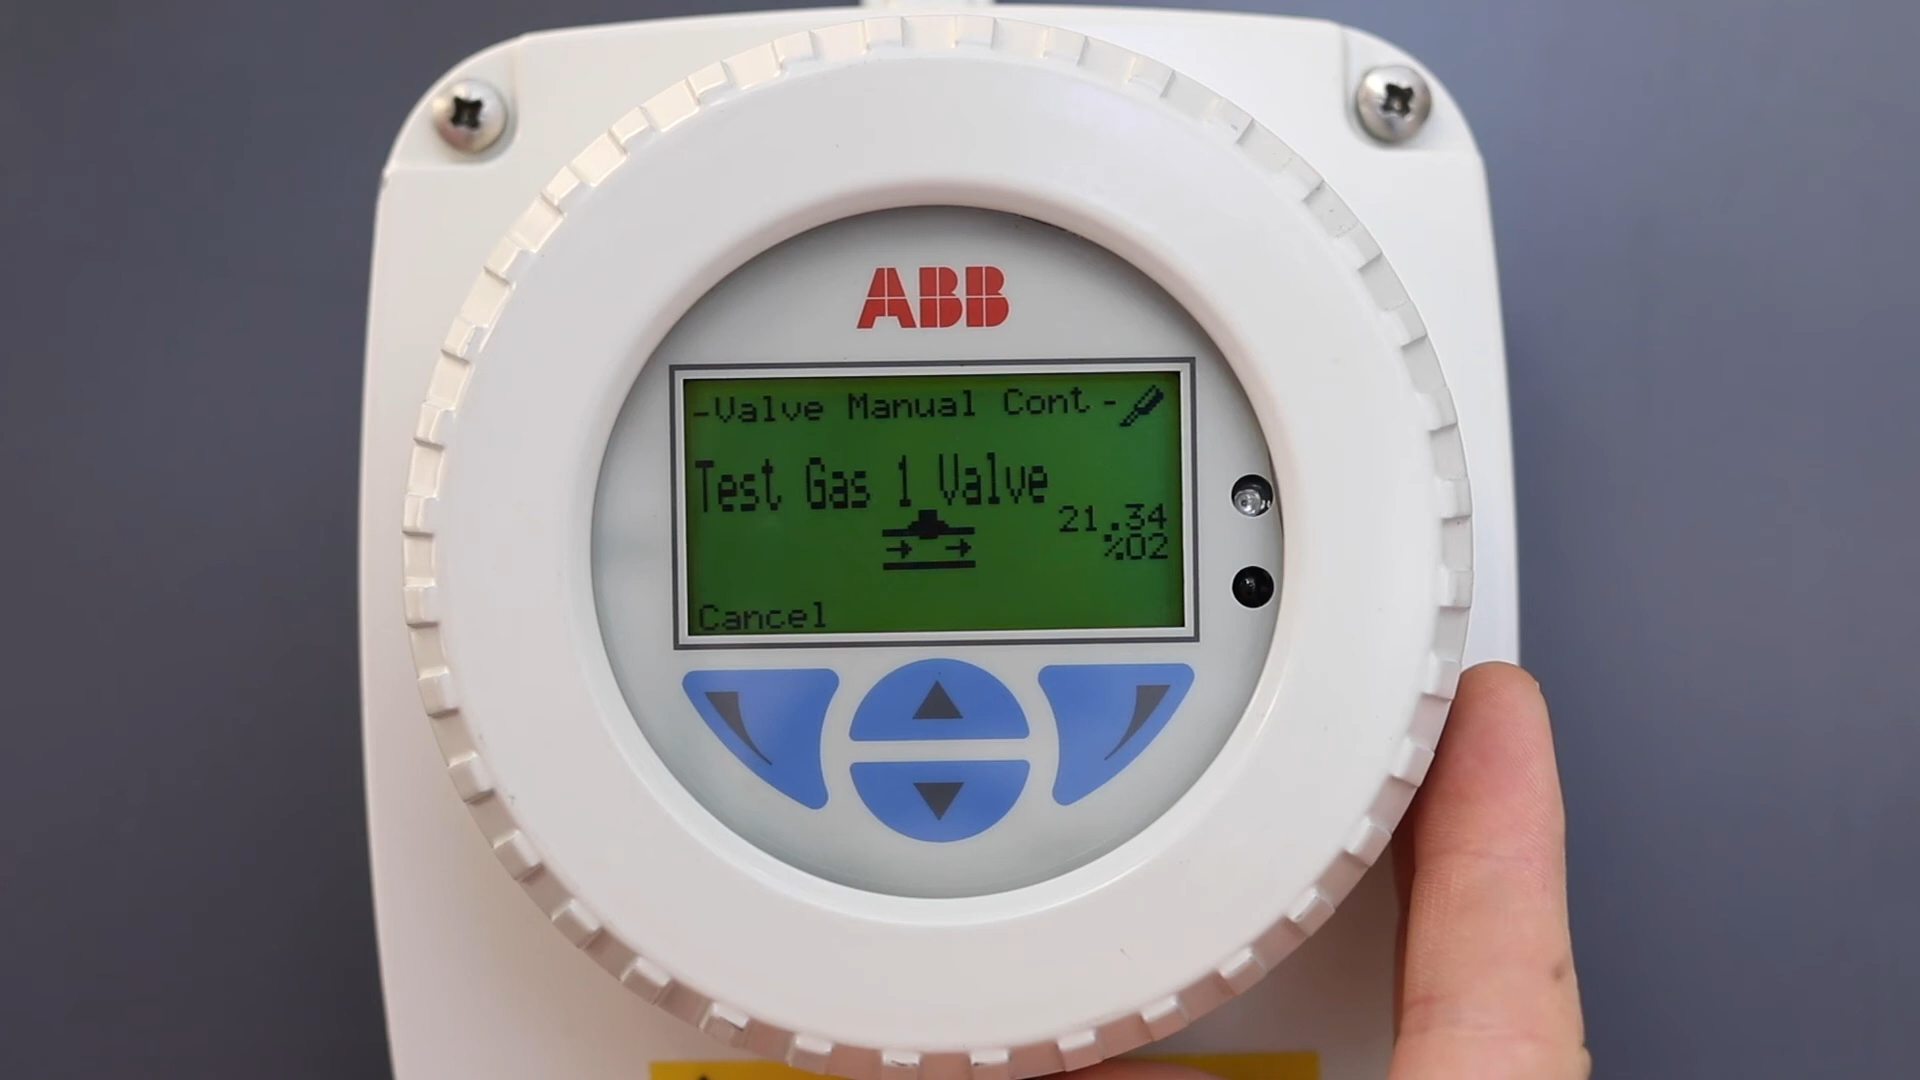 ABB
-Valve Manual Cont-
Test Gas 1 Valve
21.34
%O2
Cancel